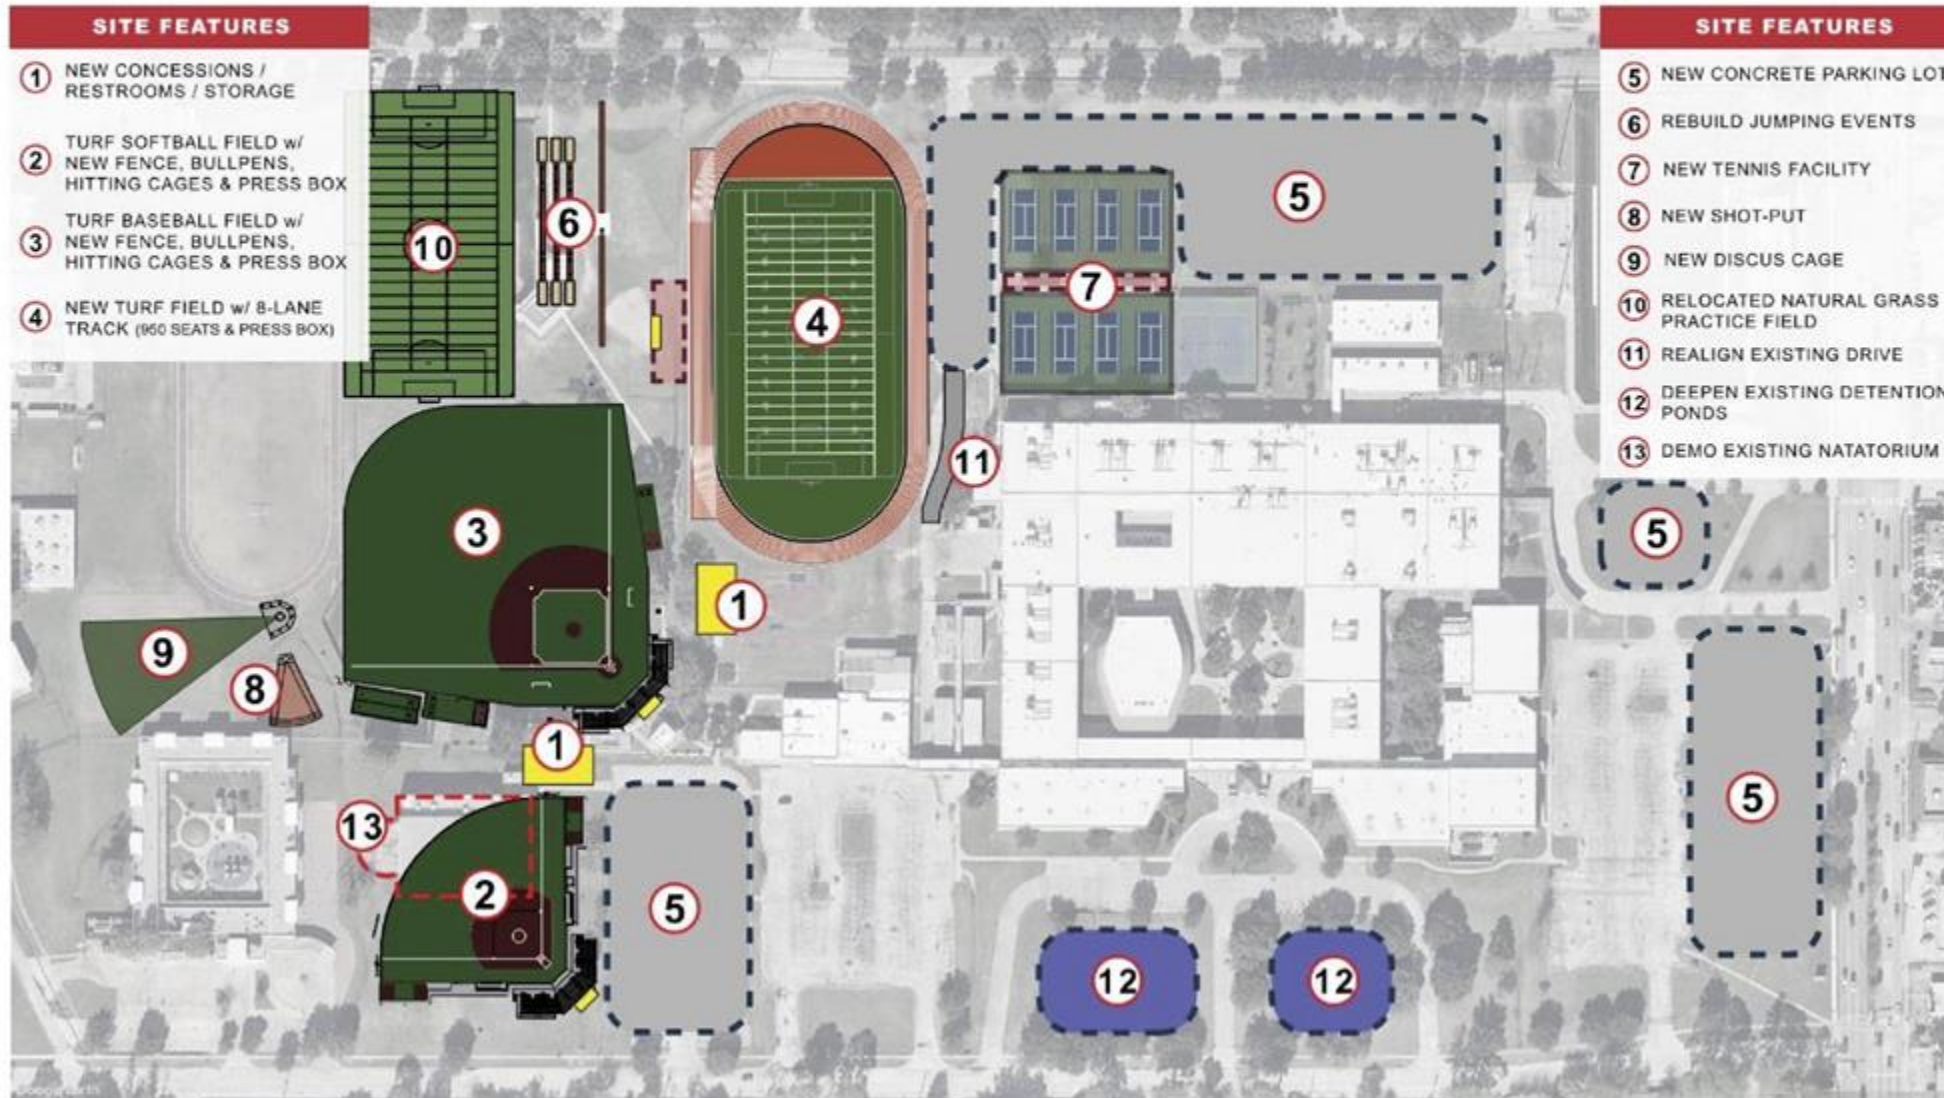 SITE FEATURES
1 NEW CONCESSIONS /
RESTROOMS / STORAGE
2 TURF SOFTBALL FIELD w/
NEW FENCE, BULLPENS,
HITTING CAGES & PRESS BOX
3 TURF BASEBALL FIELD w/
NEW FENCE, BULLPENS,
HITTING CAGES & PRESS BOX
4 NEW TURF FIELD w/ 8-LANE
TRACK (960 SEATS & PRESS BOX)
SITE FEATURES
5 NEW CONCRETE PARKING LOT
6 REBUILD JUMPING EVENTS
7 NEW TENNIS FACILITY
8 NEW SHOT-PUT
9 NEW DISCUS CAGE
10 RELOCATED NATURAL GRASS
PRACTICE FIELD
11 REALIGN EXISTING DRIVE
12 DEEPEN EXISTING DETENTION
PONDS
13 DEMO EXISTING NATATORIUM
10
6
4
5
7
11
3
5
1
9
8
1
5
13
2
5
12
12